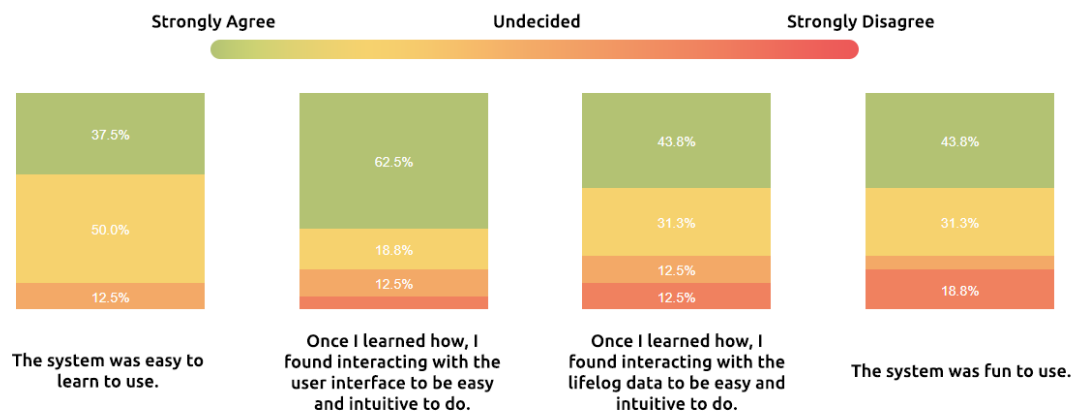 Strongly Agree Undecided Strongly Disagree
37.5%
50.0%
12.5%
62.5%
18.8%
12.5%
43.8%
31.3%
12.5%
12.5%
43.8%
31.3%
18.8%
The system was easy to
learn to use.
Once I learned how, I
found interacting with the
user interface to be easy
and intuitive to do.
Once I learned how, I
found interacting with the
lifelog data to be easy and
intuitive to do.
The system was fun to use.